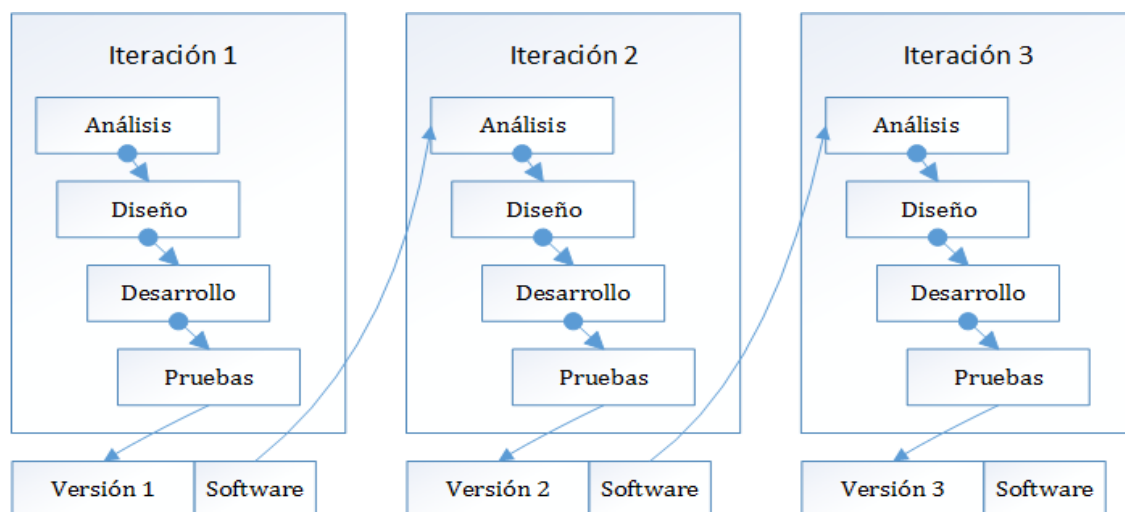 Iteración 1
Análisis
Diseño
Desarrollo
Pruebas
Versión 1
Software
Iteración 2
Análisis
Diseño
Desarrollo
Pruebas
Versión 2
Software
Iteración 3
Análisis
Diseño
Desarrollo
Pruebas
Versión 3
Software